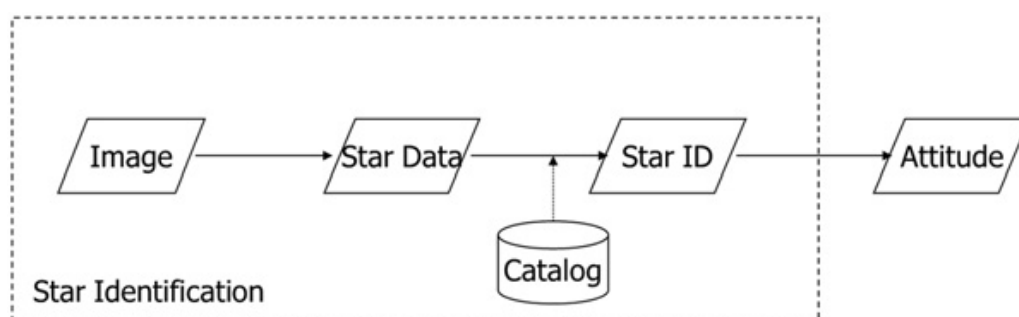 Image
Star Data
Star ID
Attitude
Catalog
Star Identification